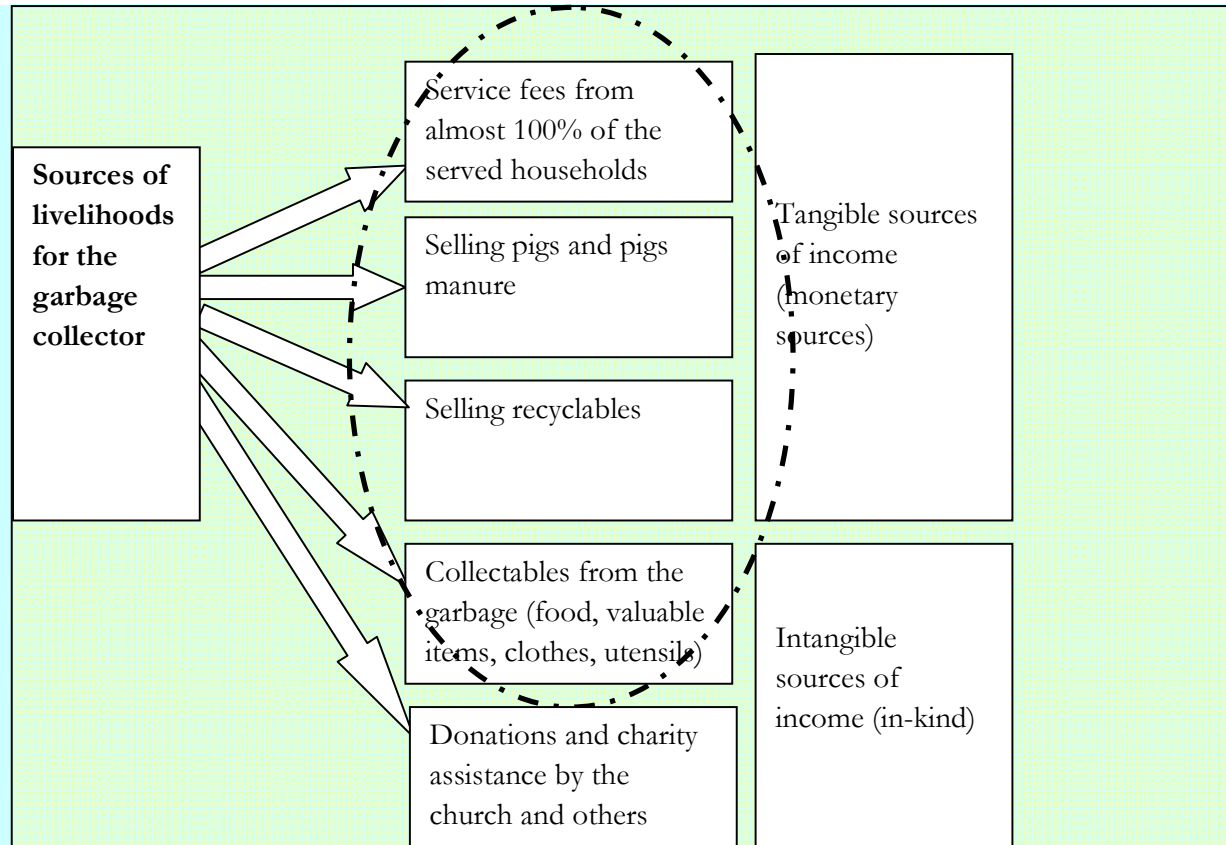 Sources of
livelihoods
for the
garbage
collector
Service fees from
almost 100% of the
served households
Selling pigs and pigs
manure
Selling recyclables
Collectables from the
garbage (food, valuable
items, clothes, utensils)
Donations and charity
assistance by the
church and others
Tangible sources
of income
(monetary
sources)
Intangible
sources of
income (in-kind)